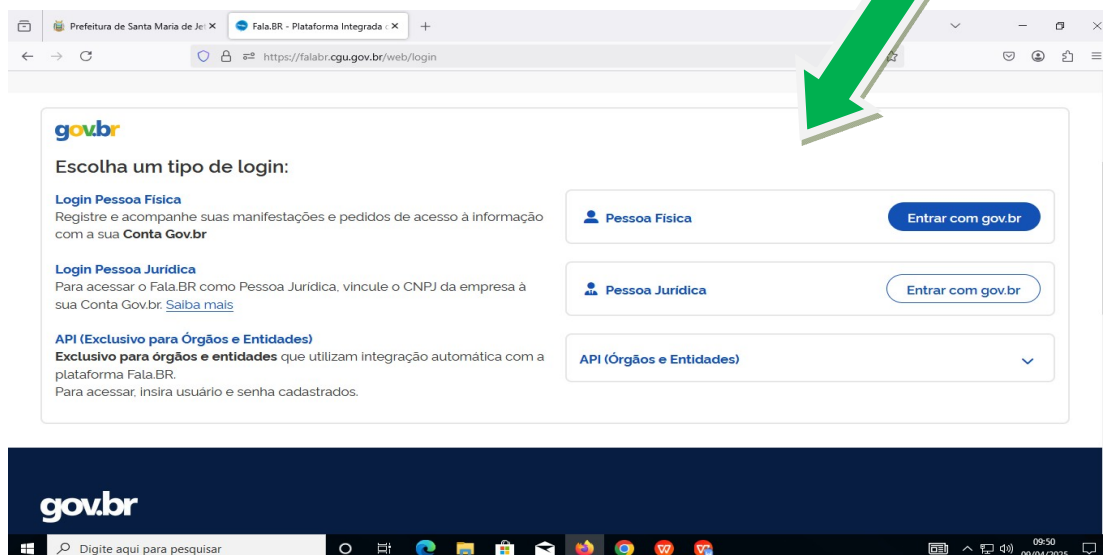 Prefeitura de Santa Maria de Je
Fala.BR - Plataforma Integrada
https://falabr.cgu.gov.br/web/login
gov.br
Escolha um tipo de login:
Login Pessoa Física
Registre e acompanhe suas manifestações e pedidos de acesso à informação
com a sua Conta Gov.br
Pessoa Física
Entrar com gov.br
Login Pessoa Jurídica
Para acessar o Fala.BR como Pessoa Jurídica, vincule o CNPJ da empresa à
sua Conta Gov.br. Saiba mais
Pessoa Jurídica
Entrar com gov.br
API (Exclusivo para Órgãos e Entidades)
Exclusivo para órgãos e entidades que utilizam integração automática com a
plataforma Fala.BR.
Para acessar, insira usuário e senha cadastrados.
API (Órgãos e Entidades)
gov.br
Digite aqui para pesquisar
09:50
09/04/2025